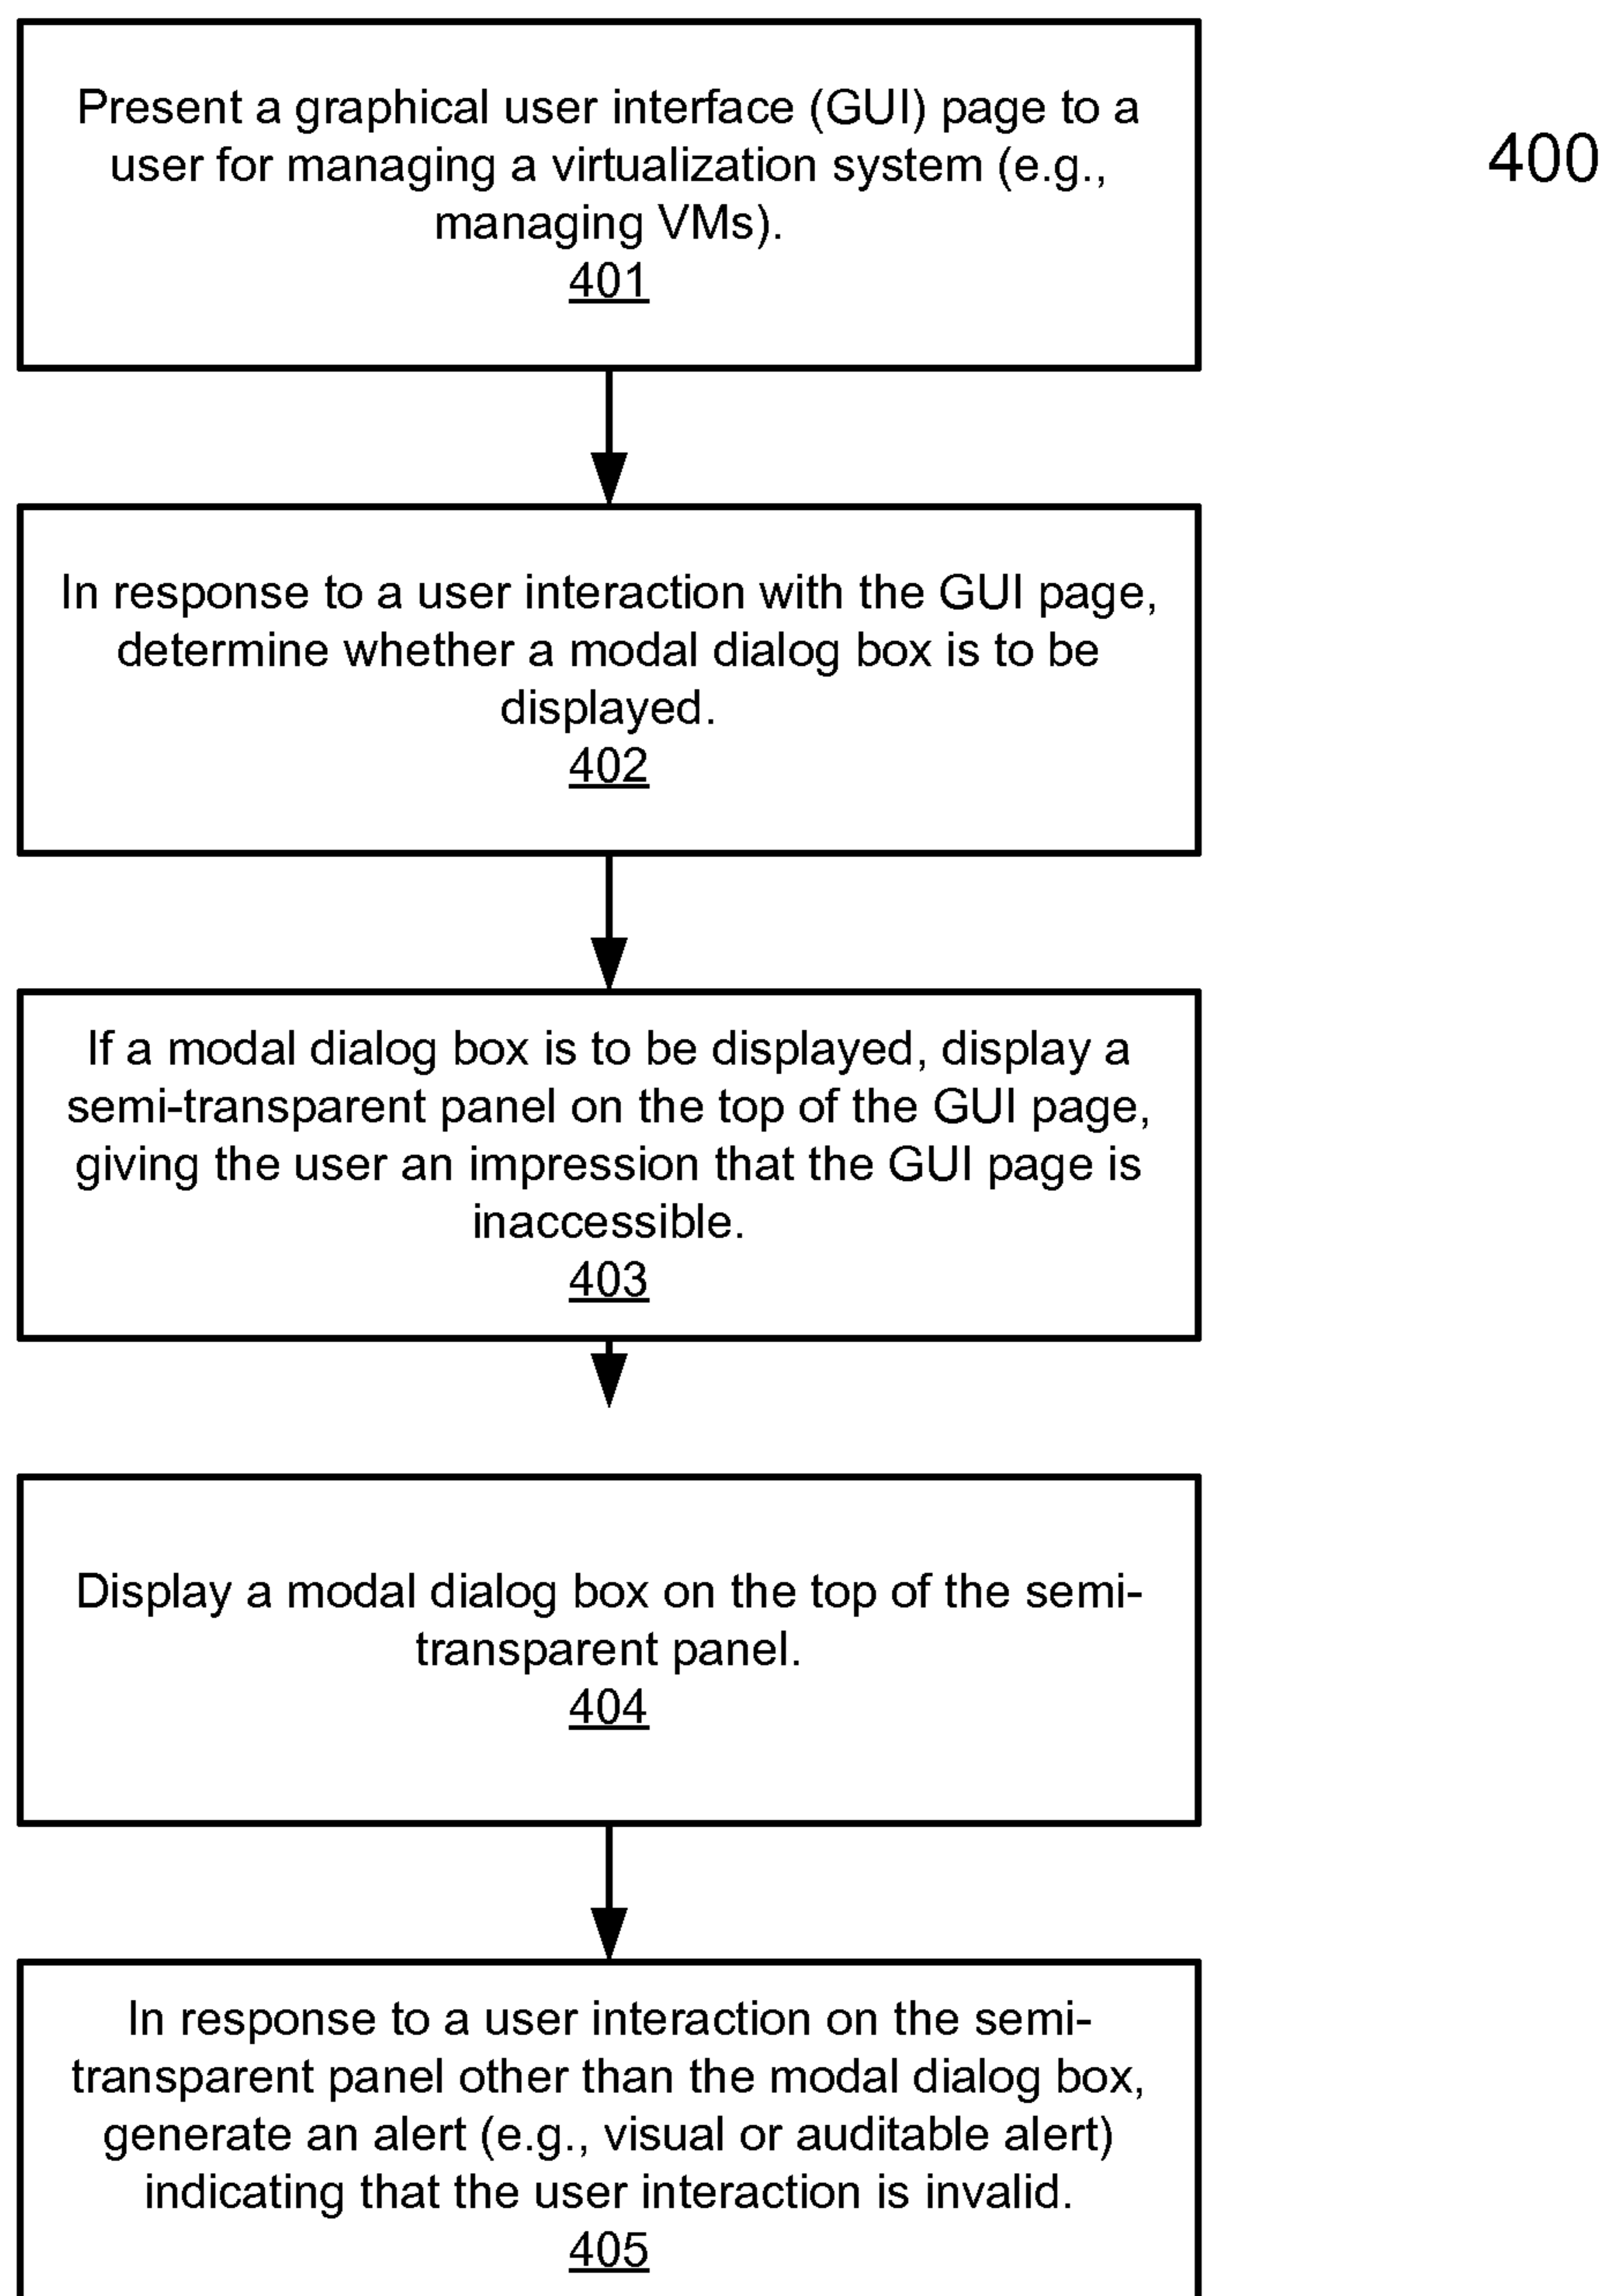 Present a graphical user interface (GUI) page to a
user for managing a virtualization system (e.g.,
managing VMs).
401
400
In response to a user interaction with the GUI page,
determine whether a modal dialog box is to be
displayed.
402
If a modal dialog box is to be displayed, display a
semi-transparent panel on the top of the GUI page,
giving the user an impression that the GUI page is
inaccessible.
403
Display a modal dialog box on the top of the semi-
transparent panel.
404
In response to a user interaction on the semi-
transparent panel other than the modal dialog box,
generate an alert (e.g., visual or auditable alert)
indicating that the user interaction is invalid.
405